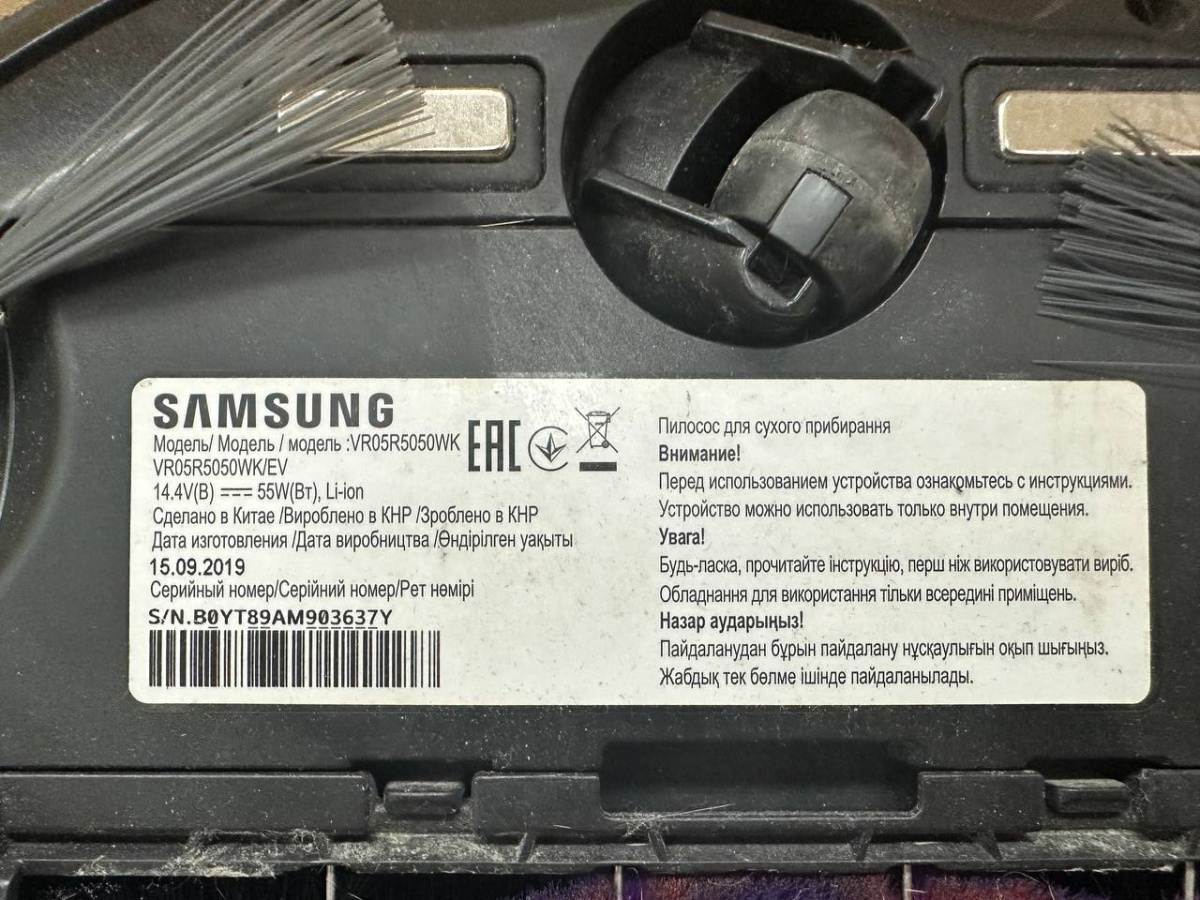 SAMSUNG
Модель/ Модель / модель :VR05R5050WK
VR05R5050WK/EV
14.4V(В) 55W(Вт), Li-ion
Сделано в Китае /Вироблено в КНР /Зроблено в КНР
Дата изготовления /Дата виробництва /Өндірілген уақыты
15.09.2019
Серийный номер/Серійний номер/Рет немірі
S/N.B0YT89AM903637Y
EAC
Пилосос для сухого прибирання
Внимание!
Перед использованием устройства ознакомьтесь с инструкциями.
Устройство можно использовать только внутри помещения.
Увага!
Будь-ласка, прочитайте інструкцію, перш ніж використовувати виріб.
Обладнання для використання тільки всередині приміщень.
Назар аударыңыз!
Пайдаланудан бұрын пайдалану нұсқаулығын оқып шығыңыз.
Жабдық тек бөлме ішінде пайдаланылады.